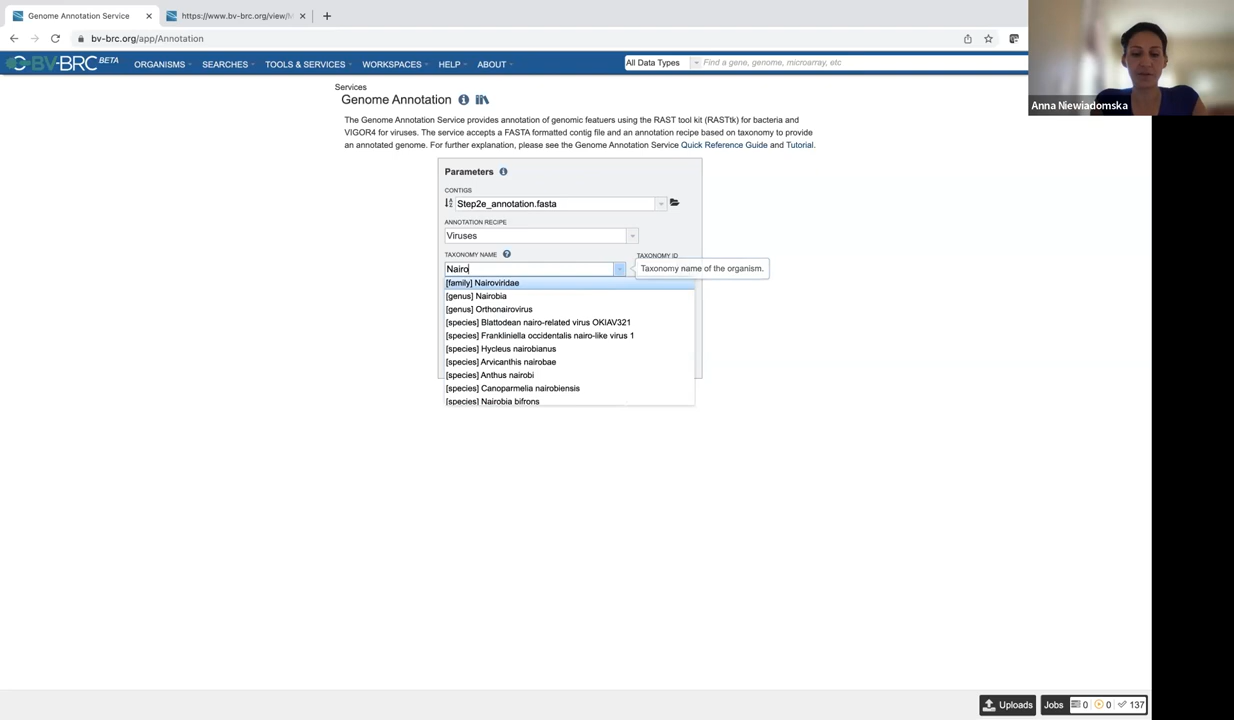 Genome Annotation Service
https://www.bv-brc.org/view/
bv-brc.org/app/Annotation
BV-BRC BETA ORGANISMS SEARCHES TOOLS & SERVICES WORKSPACES HELP ABOUT All Data Types Find a gene, genome, microarray, etc
Anna Niewiadomska
Services
Genome Annotation
The Genome Annotation Service provides annotation of genomic featuers using the RAST tool kit (RASTtk) for bacteria and
VIGOR4 for viruses. The service accepts a FASTA formatted contig file and an annotation recipe based on taxonomy to provide
an annotated genome. For further explanation, please see the Genome Annotation Service Quick Reference Guide and Tutorial.
Parameters
CONTIGS
Step2e_annotation.fasta
ANNOTATION RECIPE
Viruses
TAXONOMY NAME TAXONOMY ID
Nairo
Taxonomy name of the organism.
[family] Nairoviridae
[genus] Nairobia
[genus] Orthonairovirus
[species] Blattodean nairo-related virus OKIAV321
[species] Frankliniella occidentalis nairo-like virus 1
[species] Hycleus nairobianus
[species] Arvicanthis nairobae
[species] Anthus nairobi
[species] Canoparmelia nairobiensis
[species] Nairobia bifrons
Uploads Jobs 0 0 137